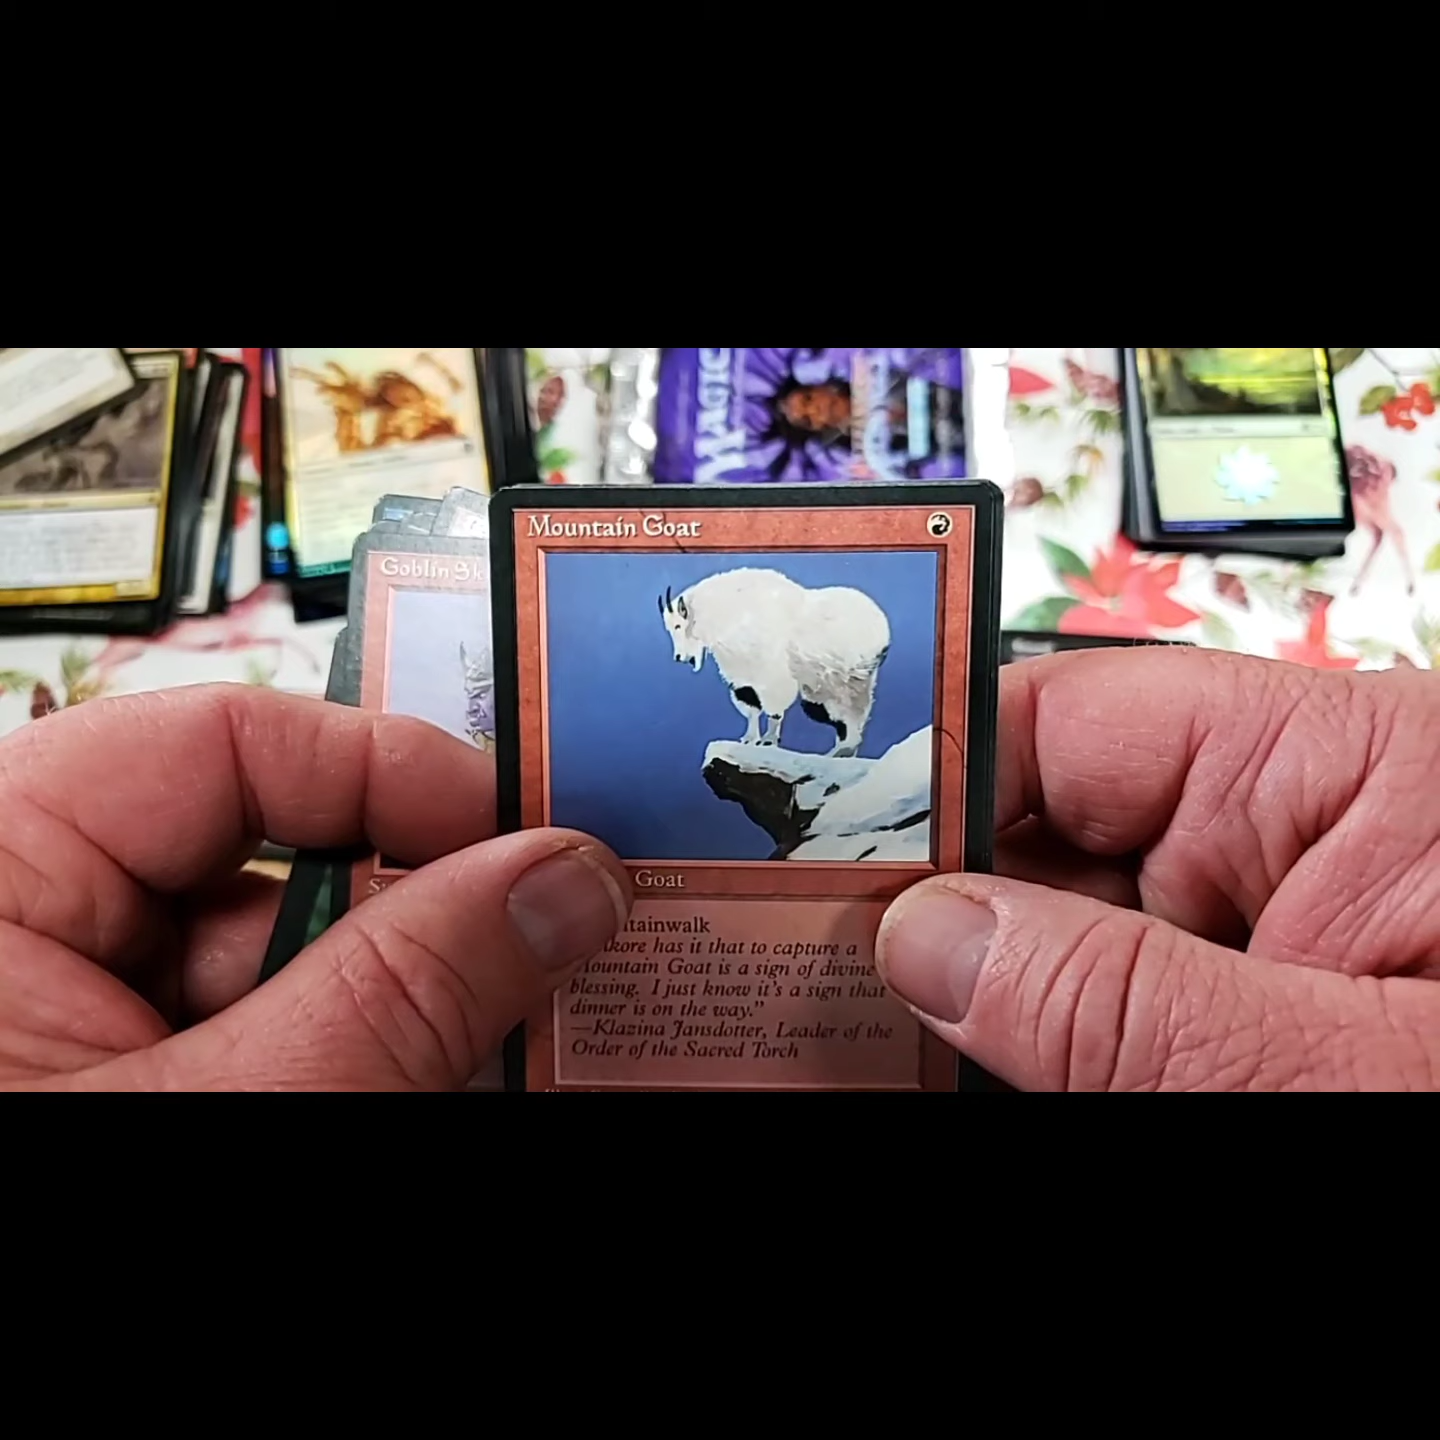 MAGIC
Mountain Goat
Goblin Sk
Goat
tainwalk
kore has it that to capture a
Mountain Goat is a sign of divine
blessing. I just know it's a sign that
dinner is on the way."
—Klazina Jansdotter, Leader of the
Order of the Sacred Torch